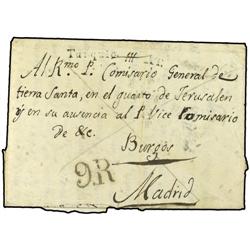 Turquia
Al R.mo P. Comisario General de
tierra Santa, en el quarto de Jerusalen
y en su ausencia al P. Vice Comisario
de &c.
Burgos
9R
Madrid